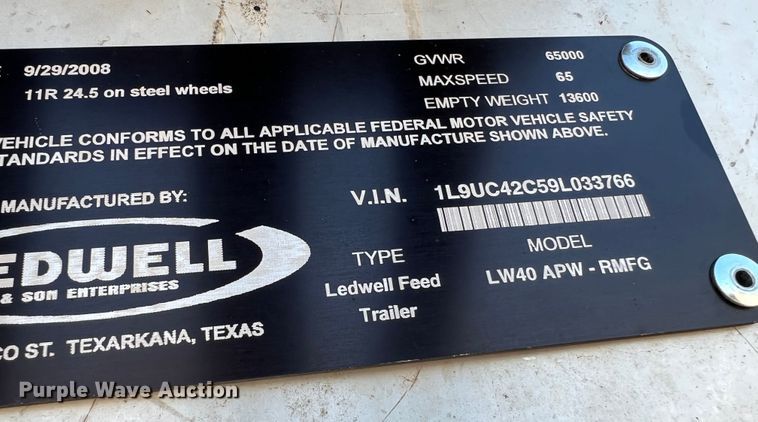 9/29/2008
11R 24.5 on steel wheels
GVWR 65000
MAXSPEED 65
EMPTY WEIGHT 13600
VEHICLE CONFORMS TO ALL APPLICABLE FEDERAL MOTOR VEHICLE SAFETY
STANDARDS IN EFFECT ON THE DATE OF MANUFACTURE SHOWN ABOVE.
MANUFACTURED BY:
LEDWELL
& SON ENTERPRISES
CO ST. TEXARKANA, TEXAS
V.I.N. 1L9UC42C59L033766
TYPE
Ledwell Feed
Trailer
MODEL
LW40 APW - RMFG
Purple Wave Auction